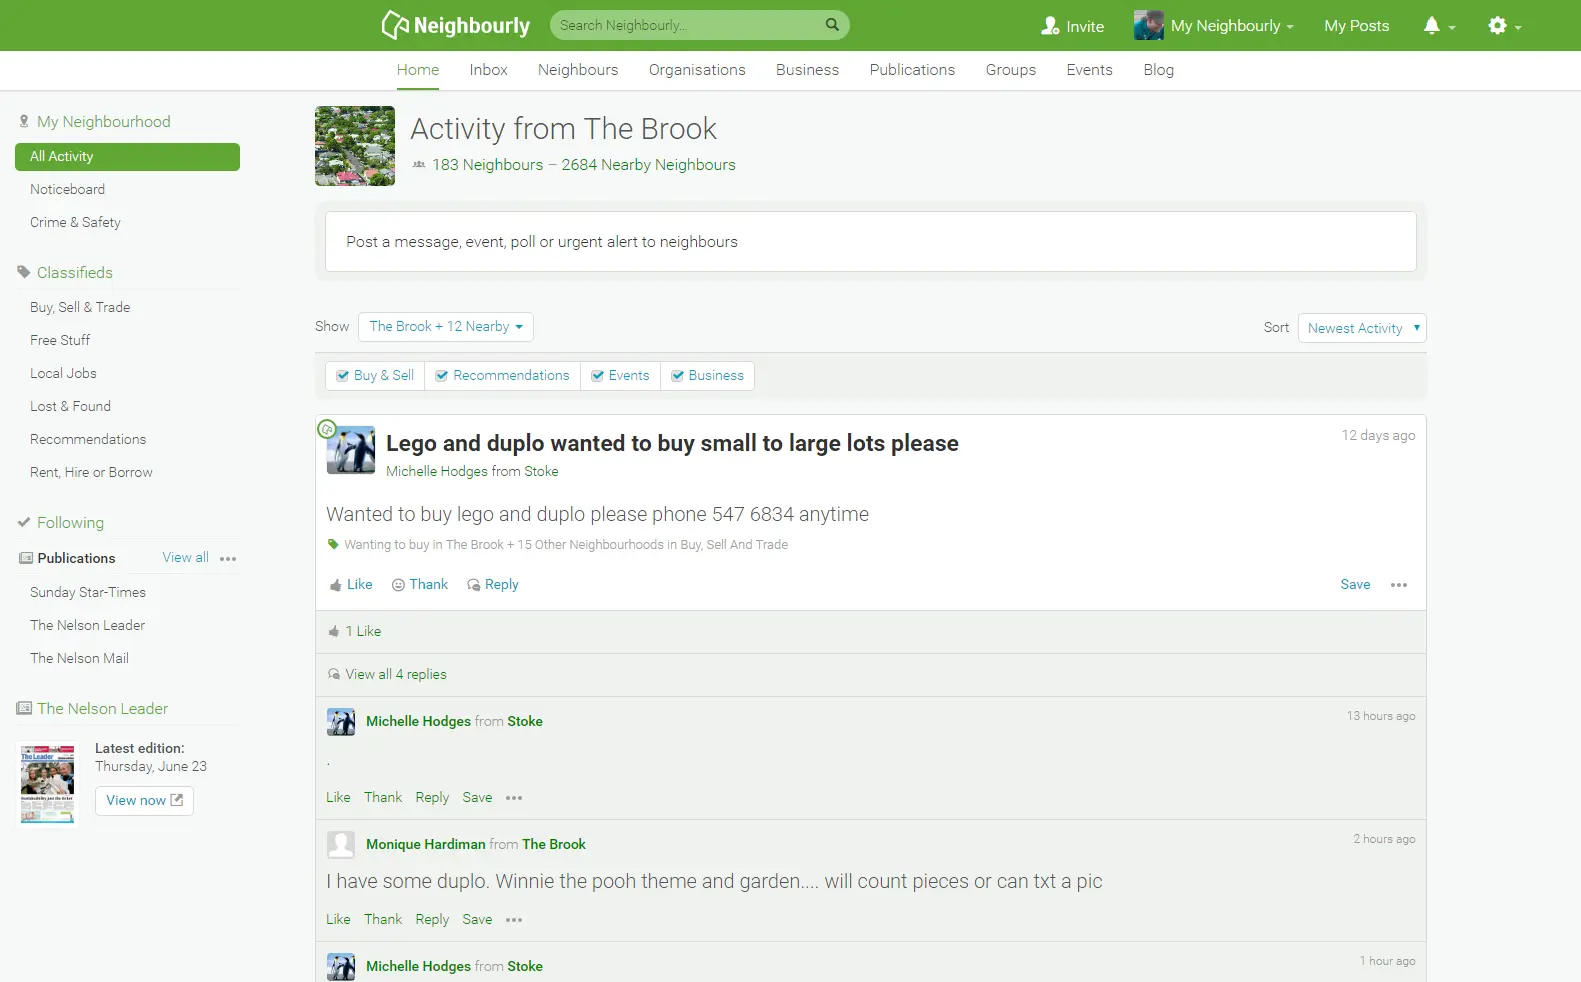 Neighbourly
Search Neighbourly...
Invite
My Neighbourly
My Posts
Home
Inbox
Neighbours
Organisations
Business
Publications
Groups
Events
Blog
My Neighbourhood
All Activity
Noticeboard
Crime & Safety
Classifieds
Buy, Sell & Trade
Free Stuff
Local Jobs
Lost & Found
Recommendations
Rent, Hire or Borrow
Following
Publications
View all
Sunday Star-Times
The Nelson Leader
The Nelson Mail
The Nelson Leader
The Leader
Latest edition:
Thursday, June 23
View now
Activity from The Brook
183 Neighbours – 2684 Nearby Neighbours
Post a message, event, poll or urgent alert to neighbours
Show
The Brook + 12 Nearby
Sort
Newest Activity
Buy & Sell
Recommendations
Events
Business
Lego and duplo wanted to buy small to large lots please
12 days ago
Michelle Hodges from Stoke
Wanted to buy lego and duplo please phone 547 6834 anytime
Wanting to buy in The Brook + 15 Other Neighbourhoods in Buy, Sell And Trade
Like
Thank
Reply
Save
1 Like
View all 4 replies
Michelle Hodges from Stoke
13 hours ago
.
Like
Thank
Reply
Save
Monique Hardiman from The Brook
2 hours ago
I have some duplo. Winnie the pooh theme and garden.... will count pieces or can txt a pic
Like
Thank
Reply
Save
Michelle Hodges from Stoke
1 hour ago